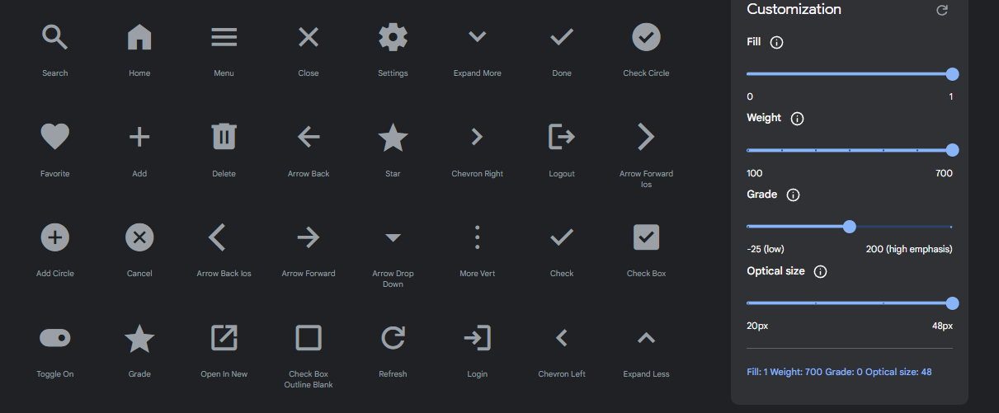 Search
Home
Menu
Close
Settings
Expand More
Done
Check Circle
Favorite
Add
Delete
Arrow Back
Star
Chevron Right
Logout
Arrow Forward
Ios
Add Circle
Cancel
Arrow Back Ios
Arrow Forward
Arrow Drop
Down
More Vert
Check
Check Box
Toggle On
Grade
Open In New
Check Box
Outline Blank
Refresh
Login
Chevron Left
Expand Less
Customization
Fill
0 1
Weight
100 700
Grade
-25 (low) 200 (high emphasis)
Optical size
20px 48px
Fill: 1 Weight: 700 Grade: 0 Optical size: 48